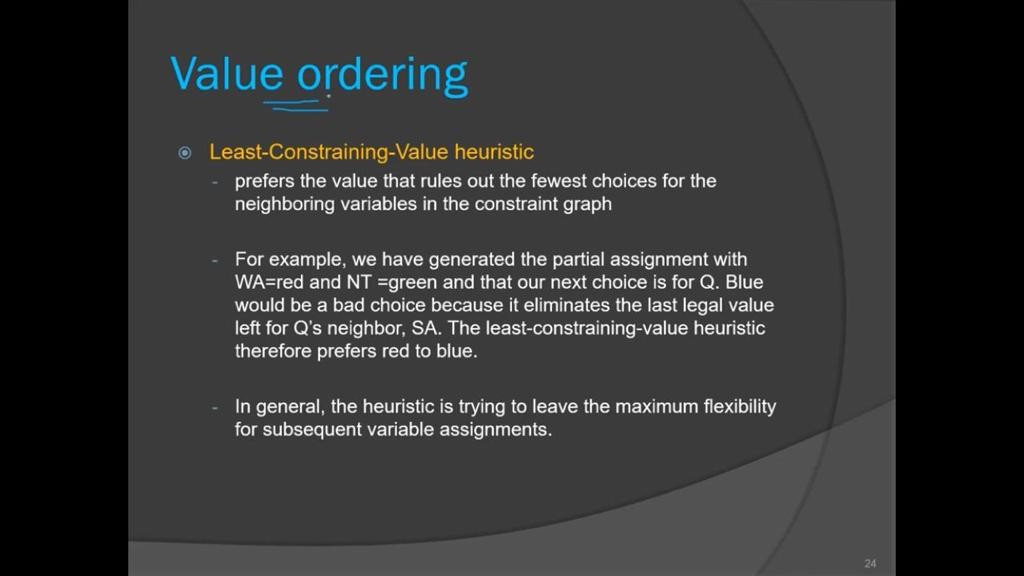 Value ordering
Least-Constraining-Value heuristic
- prefers the value that rules out the fewest choices for the
neighboring variables in the constraint graph
- For example, we have generated the partial assignment with
WA=red and NT =green and that our next choice is for Q. Blue
would be a bad choice because it eliminates the last legal value
left for Q's neighbor, SA. The least-constraining-value heuristic
therefore prefers red to blue.
- In general, the heuristic is trying to leave the maximum flexibility
for subsequent variable assignments.
24